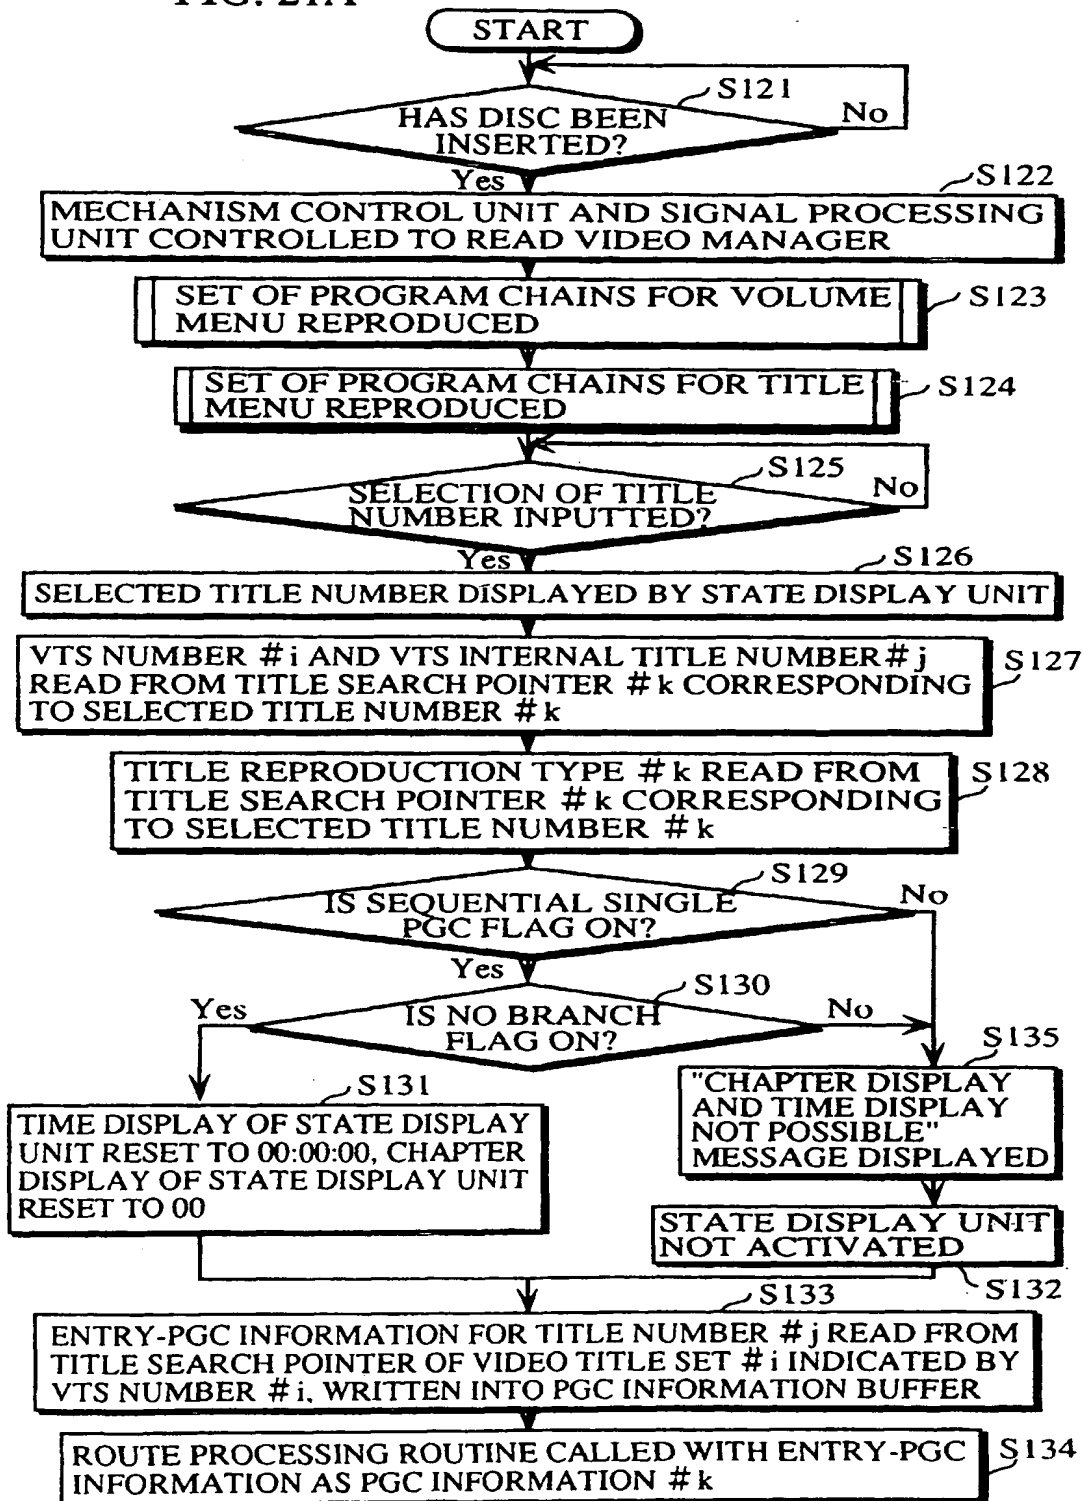 FIG. 21A
START
S121
HAS DISC BEEN
INSERTED?
No
Yes
S122
MECHANISM CONTROL UNIT AND SIGNAL PROCESSING
UNIT CONTROLLED TO READ VIDEO MANAGER
SET OF PROGRAM CHAINS FOR VOLUME
MENU REPRODUCED
S123
SET OF PROGRAM CHAINS FOR TITLE
MENU REPRODUCED
S124
S125
SELECTION OF TITLE
NUMBER INPUTTED?
No
Yes
S126
SELECTED TITLE NUMBER DISPLAYED BY STATE DISPLAY UNIT
VTS NUMBER #i AND VTS INTERNAL TITLE NUMBER#j
READ FROM TITLE SEARCH POINTER #k CORRESPONDING
TO SELECTED TITLE NUMBER #k
S127
TITLE REPRODUCTION TYPE #k READ FROM
TITLE SEARCH POINTER #k CORRESPONDING
TO SELECTED TITLE NUMBER #k
S128
S129
IS SEQUENTIAL SINGLE
PGC FLAG ON?
No
Yes
S130
IS NO BRANCH
FLAG ON?
Yes
No
S131
TIME DISPLAY OF STATE DISPLAY
UNIT RESET TO 00:00:00, CHAPTER
DISPLAY OF STATE DISPLAY UNIT
RESET TO 00
S135
"CHAPTER DISPLAY
AND TIME DISPLAY
NOT POSSIBLE"
MESSAGE DISPLAYED
STATE DISPLAY UNIT
NOT ACTIVATED
S132
S133
ENTRY-PGC INFORMATION FOR TITLE NUMBER #j READ FROM
TITLE SEARCH POINTER OF VIDEO TITLE SET #i INDICATED BY
VTS NUMBER #i, WRITTEN INTO PGC INFORMATION BUFFER
ROUTE PROCESSING ROUTINE CALLED WITH ENTRY-PGC
INFORMATION AS PGC INFORMATION #k
S134